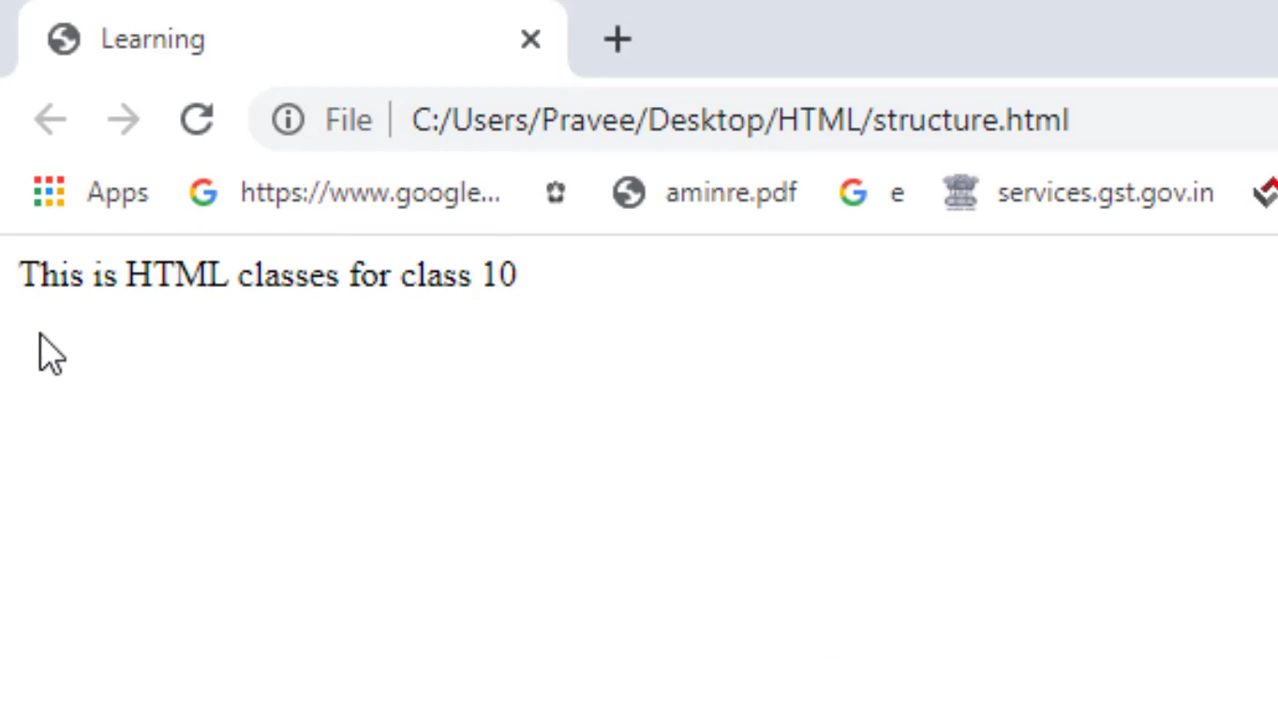 Learning
File C:/Users/Pravee/Desktop/HTML/structure.html
Apps https://www.google... aminre.pdf e services.gst.gov.in
This is HTML classes for class 10